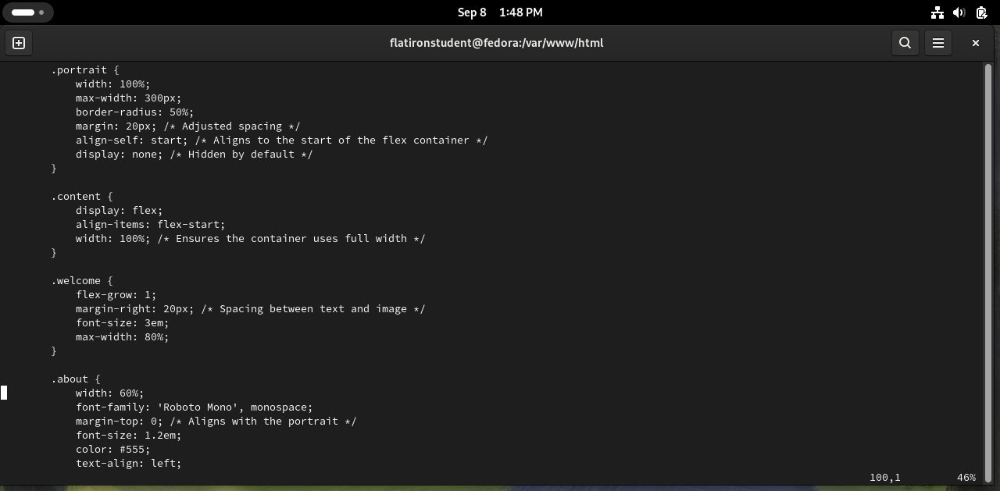 Sep 8 1:48 PM
flatironstudent@fedora:/var/www/html
.portrait {
width: 100%;
max-width: 300px;
border-radius: 50%;
margin: 20px; /* Adjusted spacing */
align-self: start; /* Aligns to the start of the flex container */
display: none; /* Hidden by default */
}
.content {
display: flex;
align-items: flex-start;
width: 100%; /* Ensures the container uses full width */
}
.welcome {
flex-grow: 1;
margin-right: 20px; /* Spacing between text and image */
font-size: 3em;
max-width: 80%;
}
.about {
width: 60%;
font-family: 'Roboto Mono', monospace;
margin-top: 0; /* Aligns with the portrait */
font-size: 1.2em;
color: #555;
text-align: left;
100,1 46%